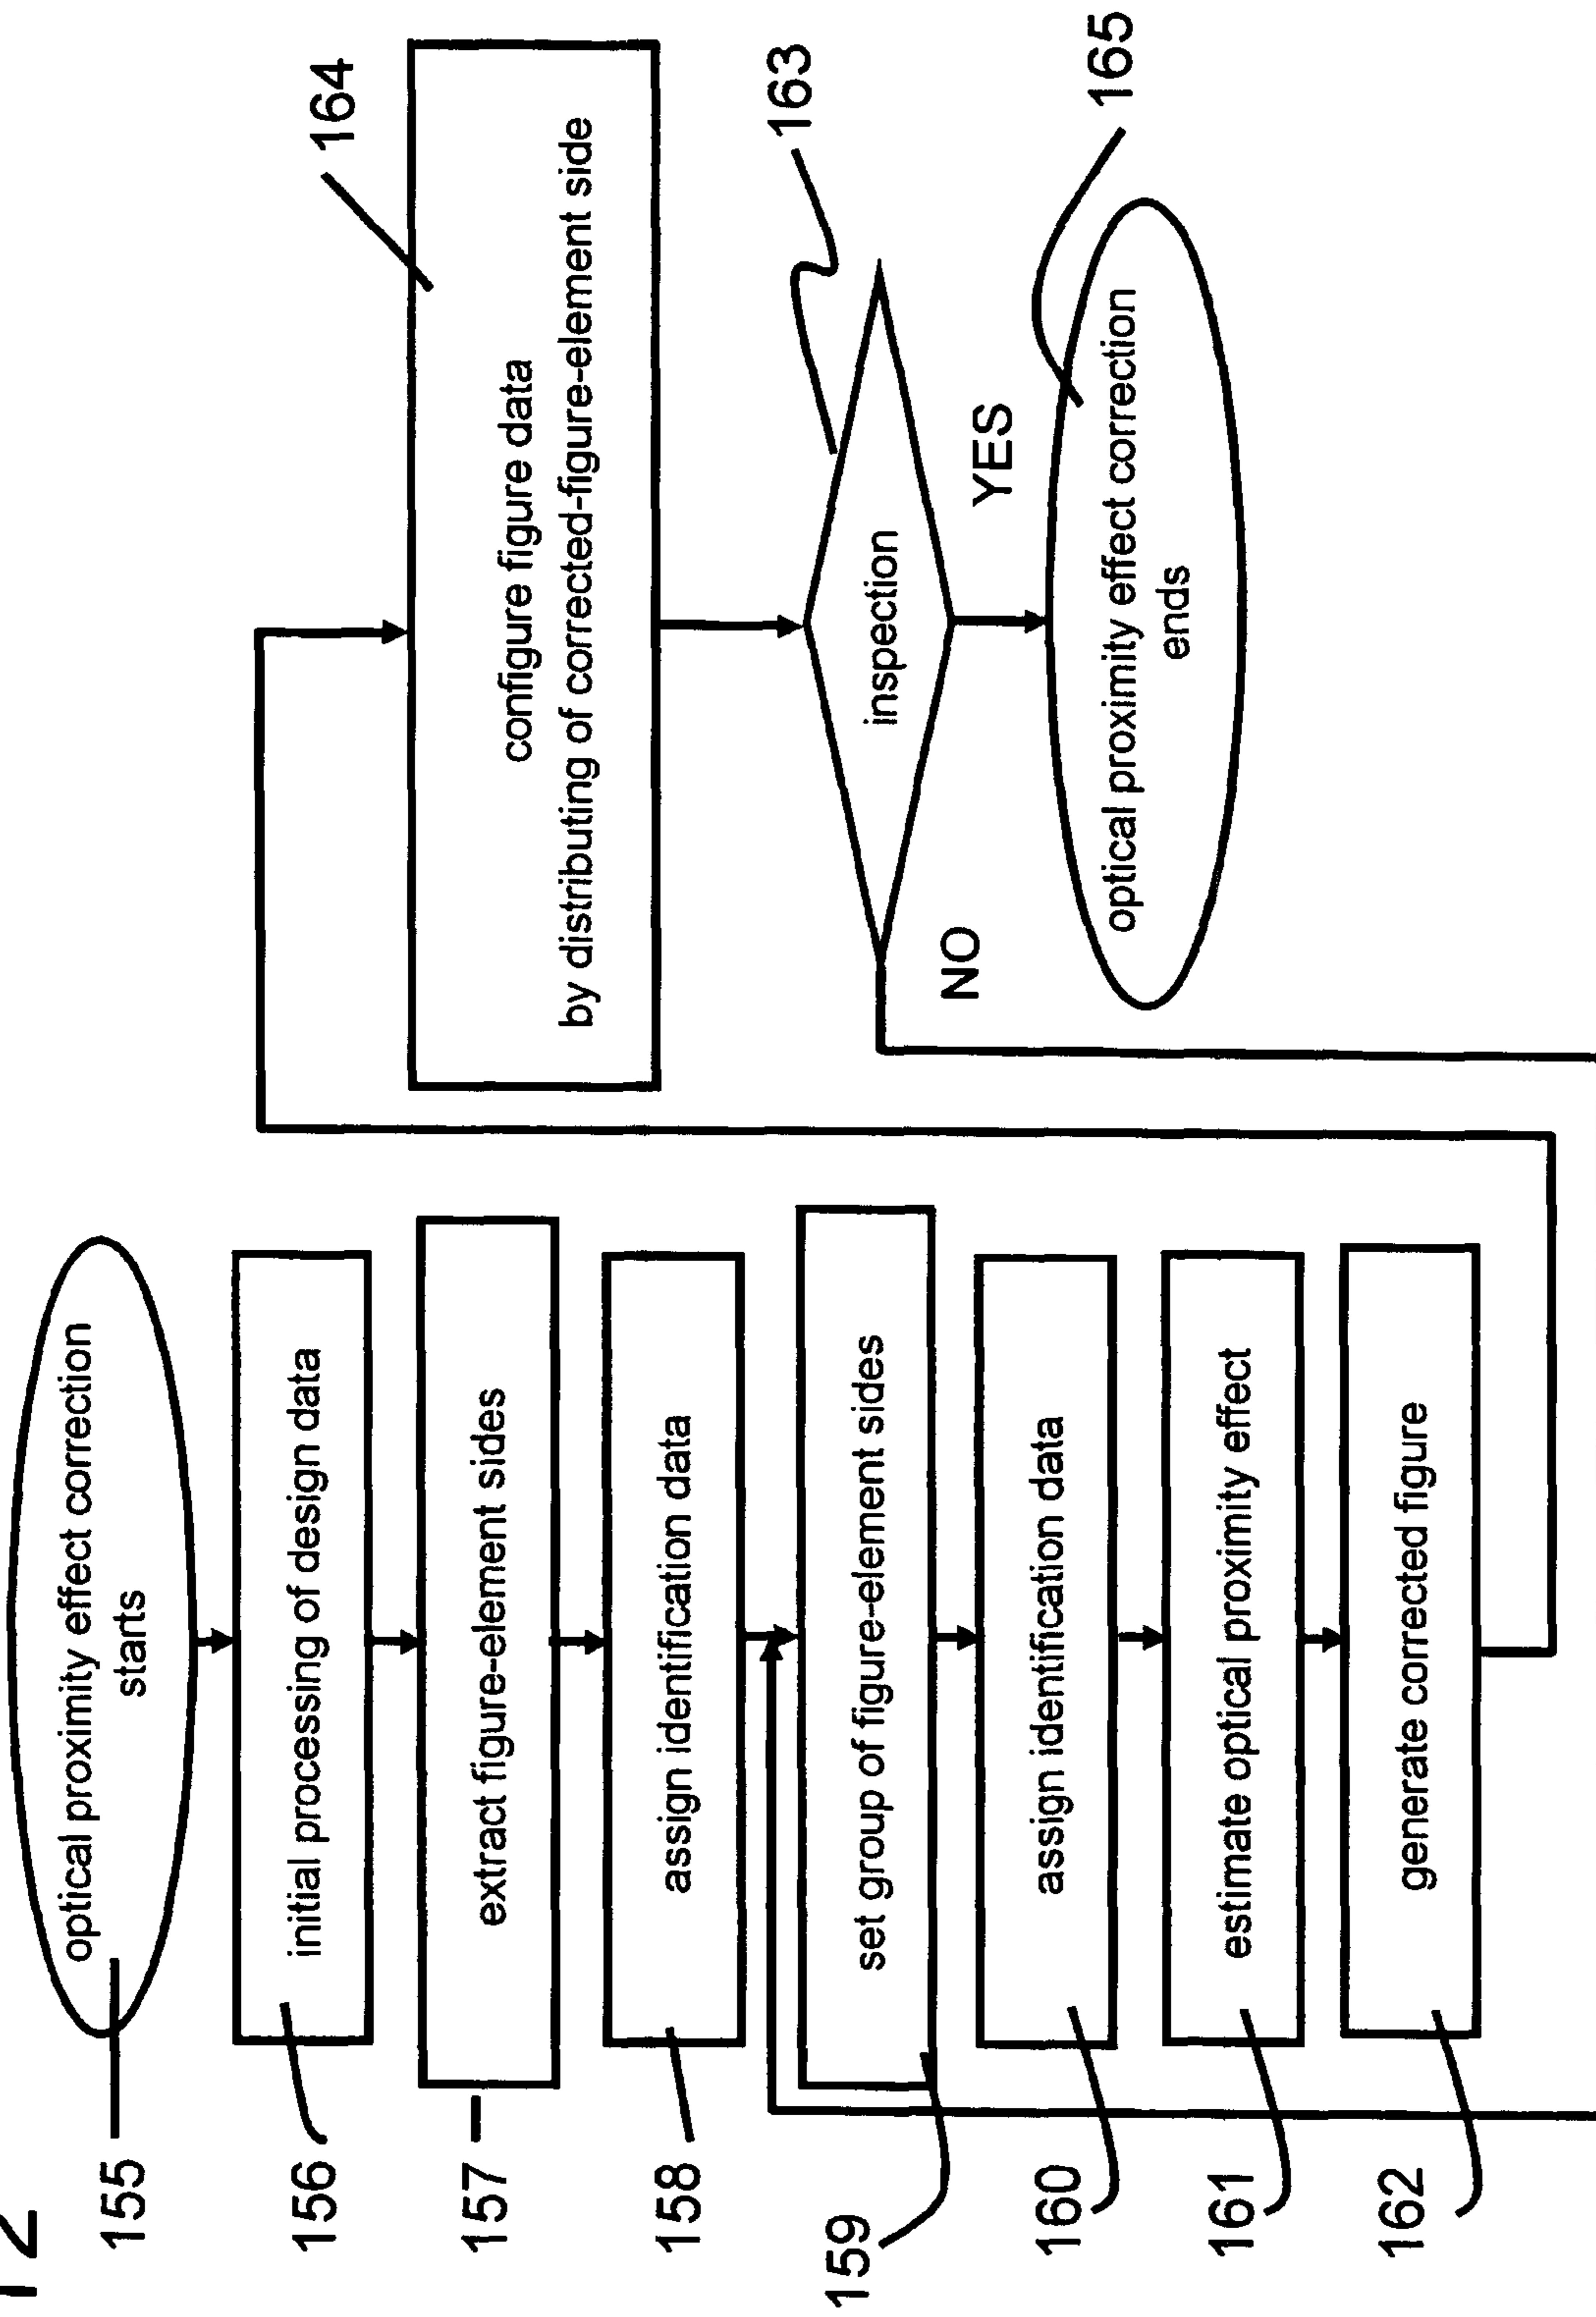 12
155
optical proximity effect correction
starts
156
initial processing of design data
157
extract figure-element sides
158
assign identification data
159
set group of figure-element sides
160
assign identification data
161
estimate optical proximity effect
162
generate corrected figure
164
configure figure data
by distributing of corrected-figure-element side
163
inspection
NO
YES
165
optical proximity effect correction
ends